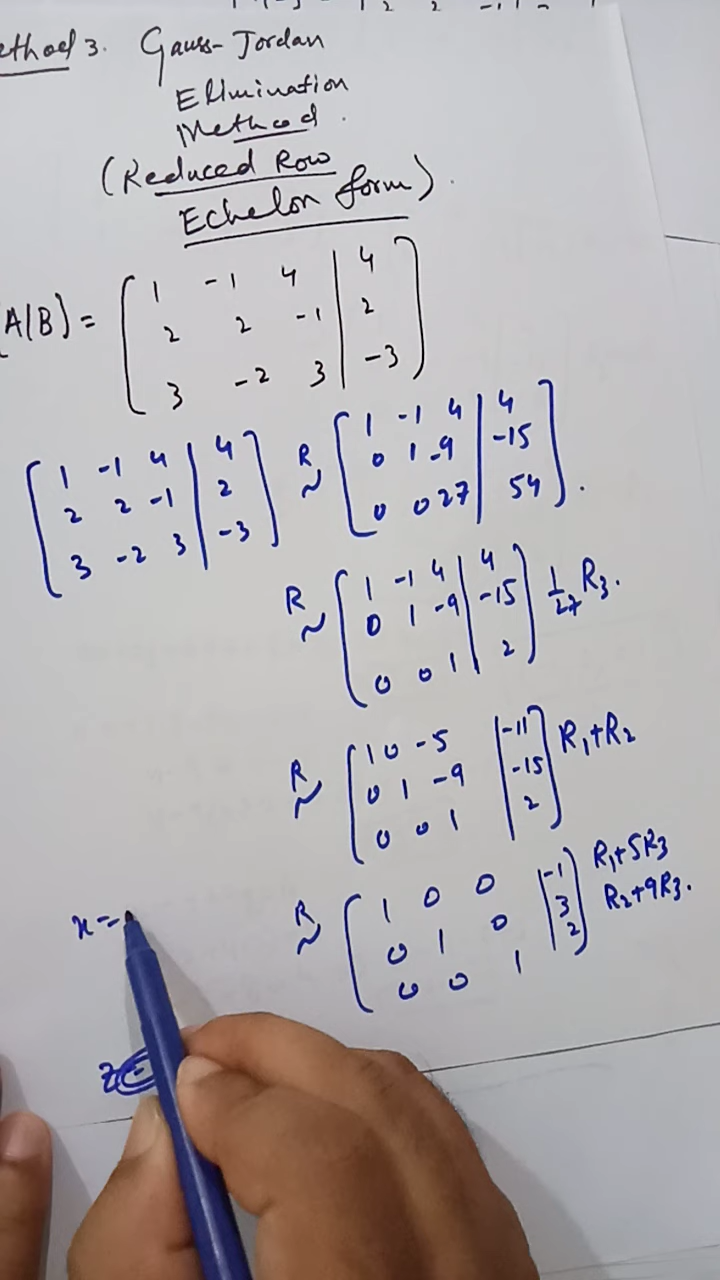 ethod 3. Gauss-Jordan
Ellmination
Method.
(Reduced Row
Echelon form).
[A/B) = ( 1 -1 4 | 4
2 2 -1 | 2
3 -2 3 | -3 )
[ 1 -1 4 | 4
2 2 -1 | 2
3 -2 3 | -3 ]
R ~ [ 1 -1 4 | 4
0 1 -9 | -15
0 0 27 | 54 ].
R ~ [ 1 -1 4 | 4
0 1 -9 | -15
0 0 1 | 2 ] 1/27 R3.
R ~ [ 1 0 -5 | -11
0 1 -9 | -15
0 0 1 | 2 ] R1+R2
R ~ [ 1 0 0 | -1
0 1 0 | 3
0 0 1 | 2 ] R1+5R3
R2+9R3.
x = -
z